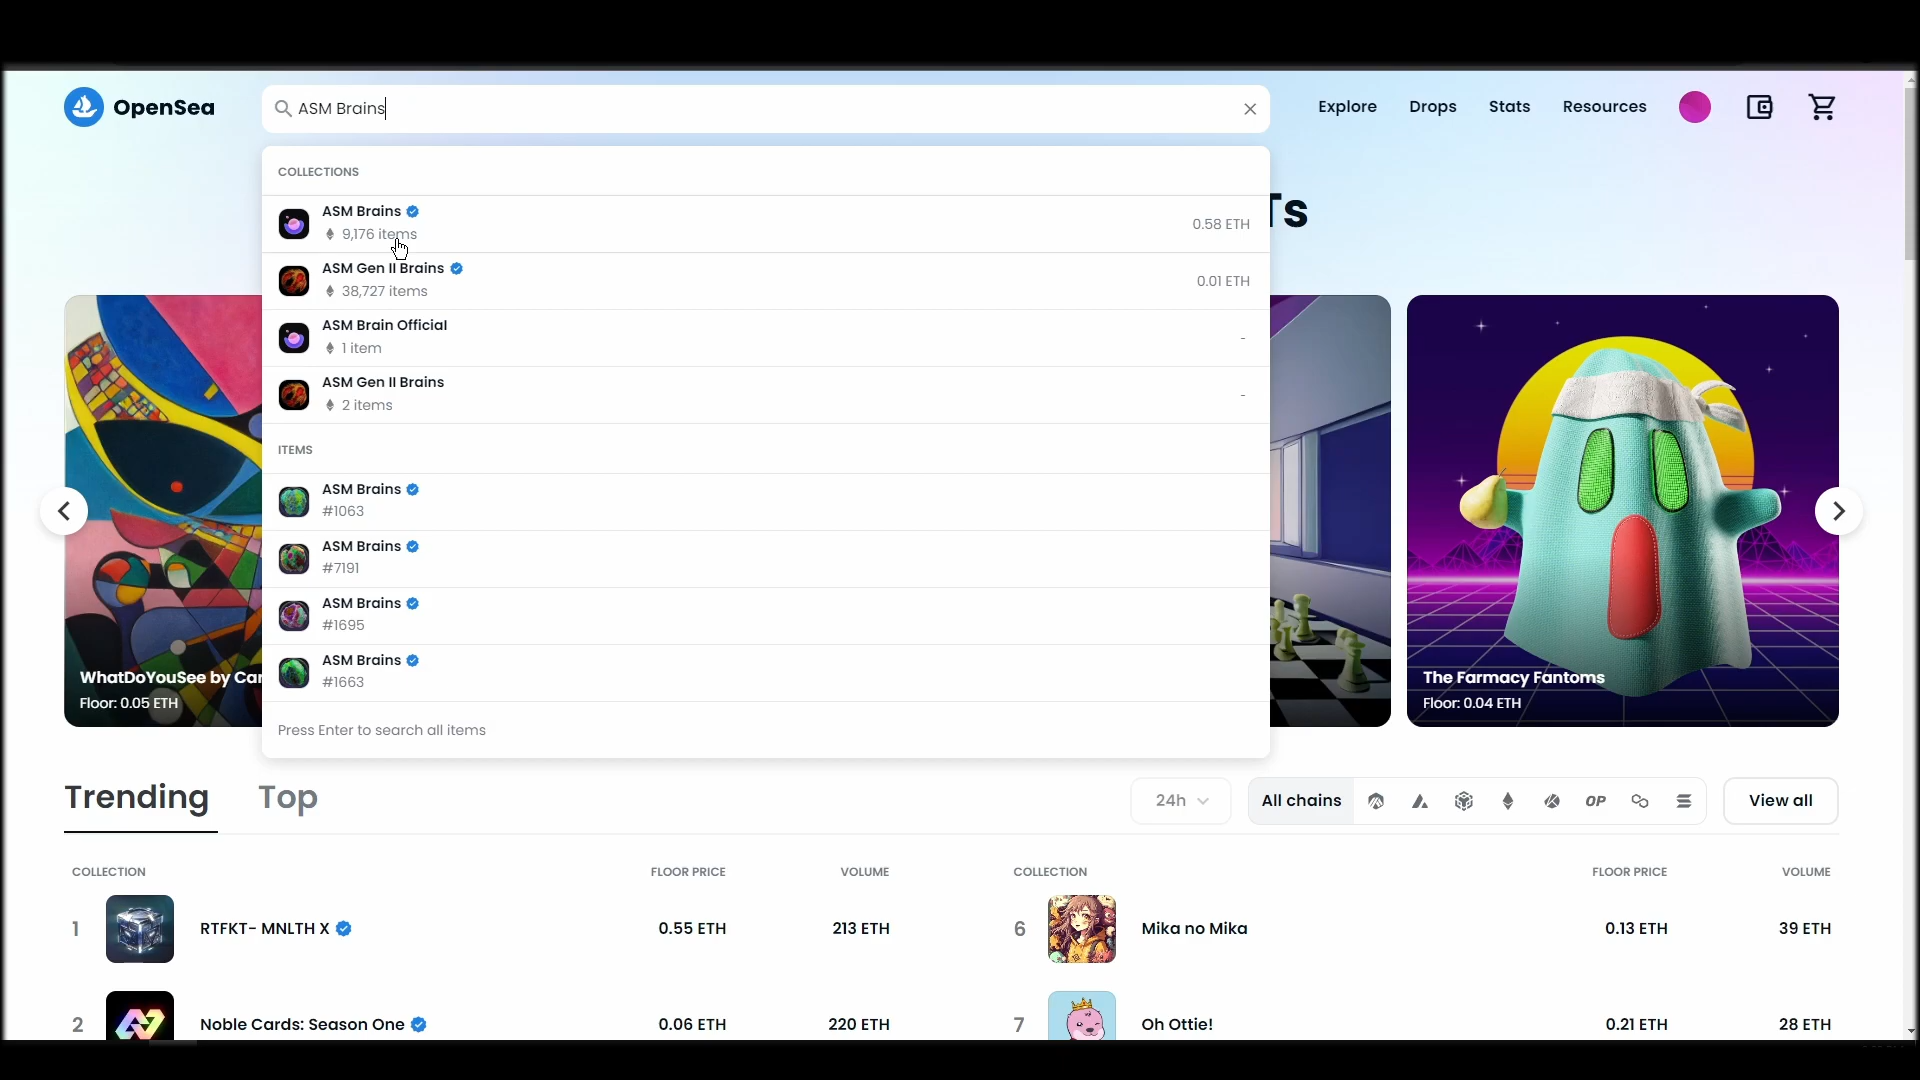 OpenSea
ASM Brains
Explore
Drops
Stats
Resources
COLLECTIONS
ASM Brains
9,176 items
0.58 ETH
Ts
ASM Gen II Brains
38,727 items
0.01 ETH
ASM Brain Official
1 item
-
ASM Gen II Brains
2 items
-
ITEMS
ASM Brains
#1063
ASM Brains
#7191
ASM Brains
#1695
ASM Brains
#1663
Press Enter to search all items
WhatDoYouSee by Car
Floor: 0.05 ETH
The Farmacy Fantoms
Floor: 0.04 ETH
Trending
Top
24h
All chains
OP
View all
COLLECTION FLOOR PRICE VOLUME
1 RTFKT- MNLTH X 0.55 ETH 213 ETH
2 Noble Cards: Season One 0.06 ETH 220 ETH
COLLECTION FLOOR PRICE VOLUME
6 Mika no Mika 0.13 ETH 39 ETH
7 Oh Ottie! 0.21 ETH 28 ETH